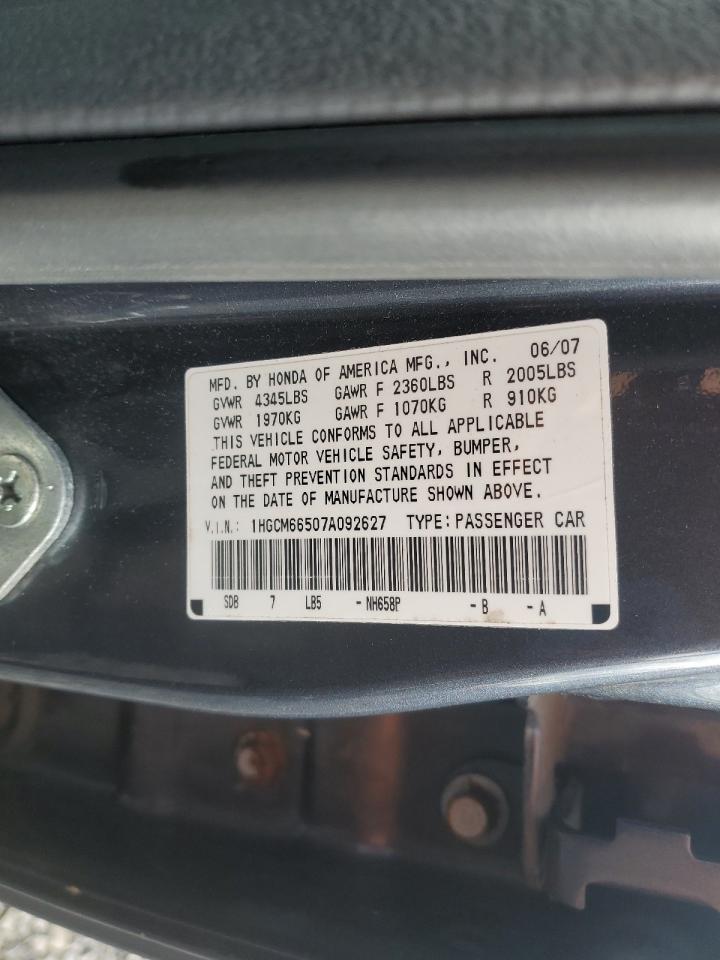 MFD. BY HONDA OF AMERICA MFG., INC. 06/07
GVWR 4345LBS GAWR F 2360LBS R 2005LBS
GVWR 1970KG GAWR F 1070KG R 910KG
THIS VEHICLE CONFORMS TO ALL APPLICABLE
FEDERAL MOTOR VEHICLE SAFETY, BUMPER,
AND THEFT PREVENTION STANDARDS IN EFFECT
ON THE DATE OF MANUFACTURE SHOWN ABOVE.
V.I.N.: 1HGCM66507A092627 TYPE: PASSENGER CAR
SDB 7 LB5 -NH658P -B -A